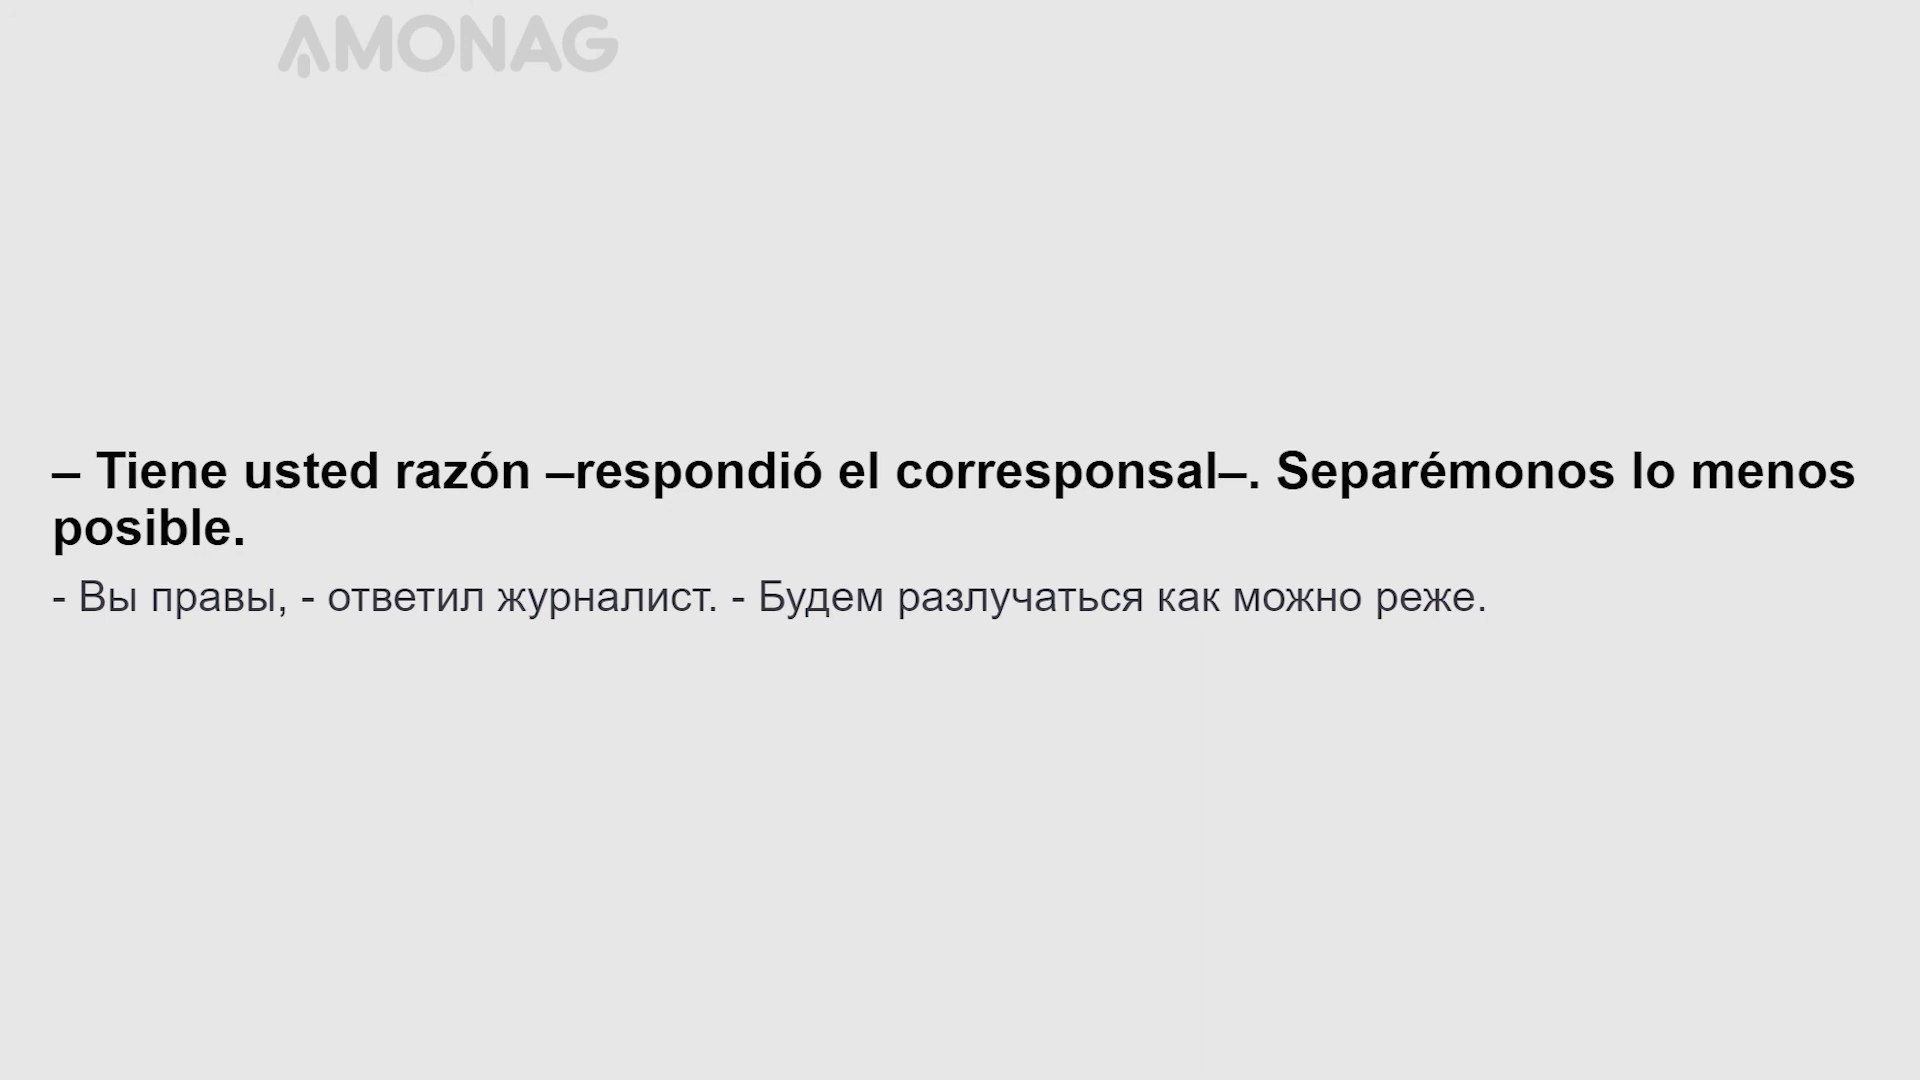 AMONAG
– Tiene usted razón –respondió el corresponsal–. Separémonos lo menos
posible.
- Вы правы, - ответил журналист. - Будем разлучаться как можно реже.